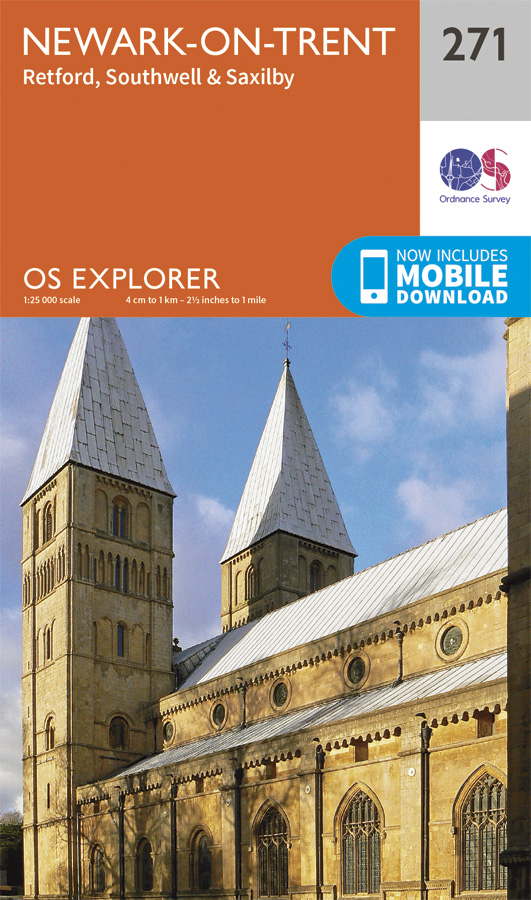 NEWARK-ON-TRENT
Retford, Southwell & Saxilby
271
OS
Ordnance Survey
OS EXPLORER
1:25 000 scale
4 cm to 1 km – 2½ inches to 1 mile
NOW INCLUDES
MOBILE
DOWNLOAD